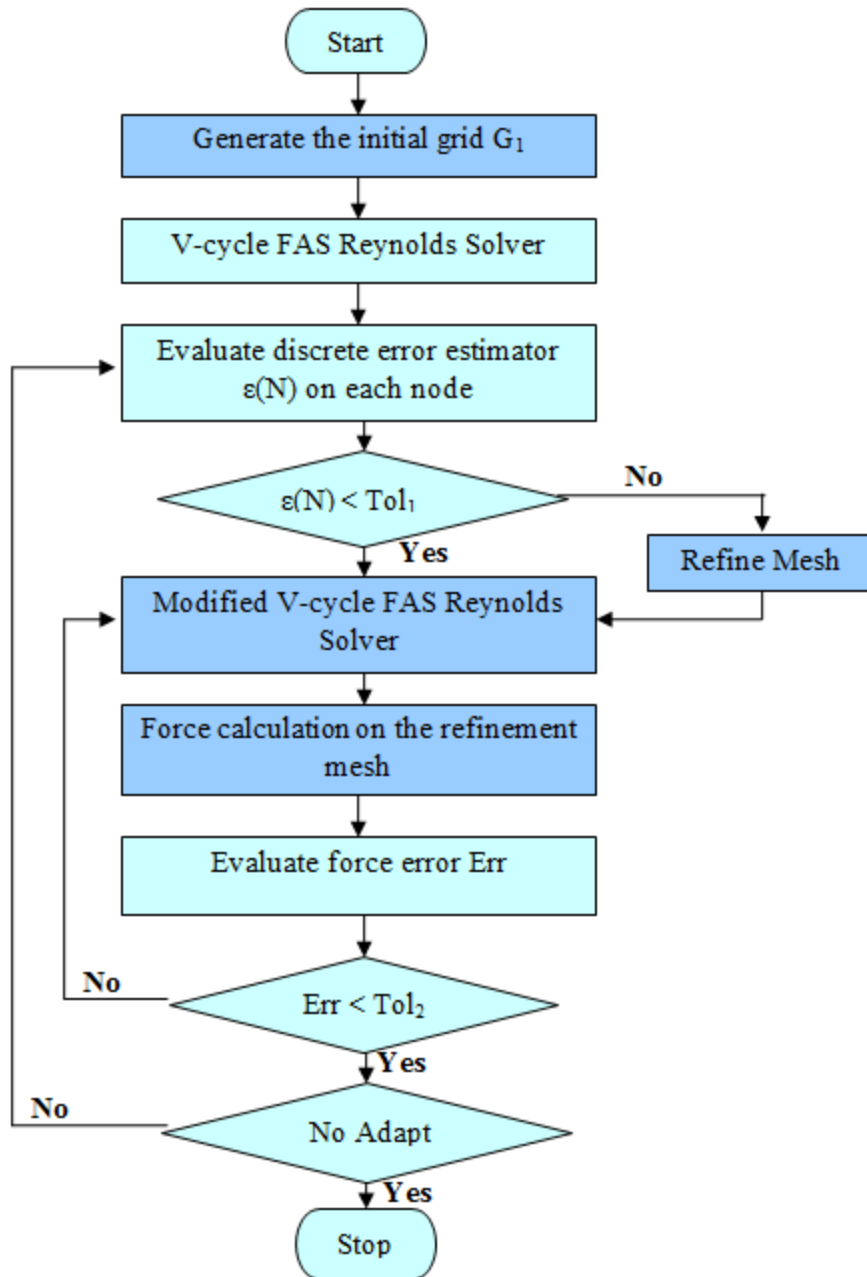 Start
Generate the initial grid G₁
V-cycle FAS Reynolds Solver
Evaluate discrete error estimator
ε(N) on each node
ε(N) < Tol₁
No
Yes
Refine Mesh
Modified V-cycle FAS Reynolds
Solver
Force calculation on the refinement
mesh
Evaluate force error Err
Err < Tol₂
No
Yes
No Adapt
No
Yes
Stop